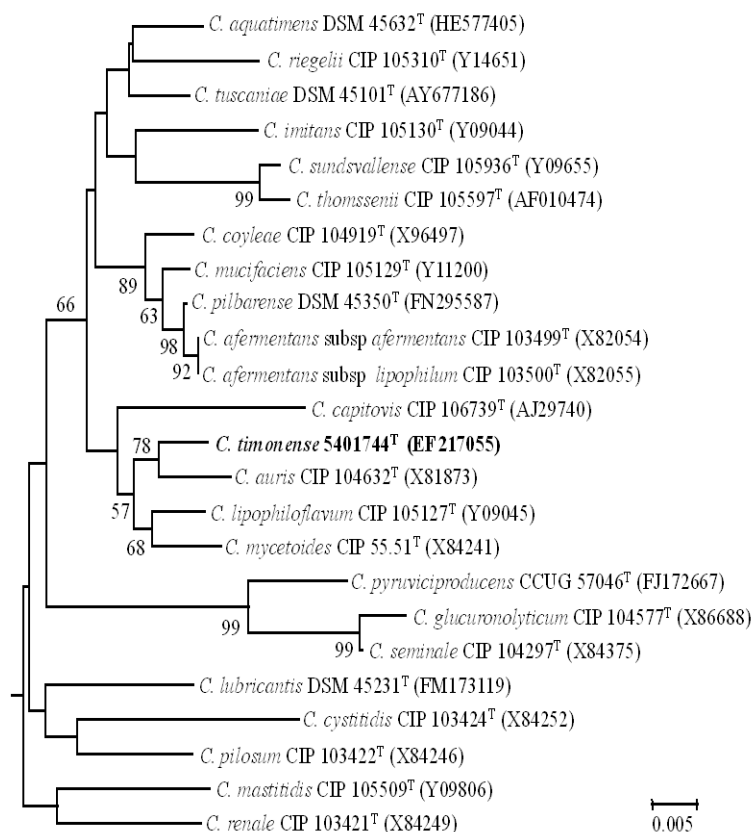 C. aquatimens DSM 45632T (HE577405)
C. riegelii CIP 105310T (Y14651)
C. tuscaniae DSM 45101T (AY677186)
C. imitans CIP 105130T (Y09044)
C. sundsvallense CIP 105936T (Y09655)
99 C. thomssenii CIP 105597T (AF010474)
C. coyleae CIP 104919T (X96497)
C. mucifaciens CIP 105129T (Y11200)
89
C. pilbarense DSM 45350T (FN295587)
66
63
C. afermentans subsp afermentans CIP 103499T (X82054)
98
92 C. afermentans subsp lipophilum CIP 103500T (X82055)
C. capitovis CIP 106739T (AJ29740)
78 C. timonense 5401744T (EF217055)
C. auris CIP 104632T (X81873)
57 C. lipophiloflavum CIP 105127T (Y09045)
68 C. mycetoides CIP 55.51T (X84241)
C. pyruviciproducens CCUG 57046T (FJ172667)
C. glucuronolyticum CIP 104577T (X86688)
99
99 C. seminale CIP 104297T (X84375)
C. lubricantis DSM 45231T (FM173119)
C. cystitidis CIP 103424T (X84252)
C. pilosum CIP 103422T (X84246)
C. mastitidis CIP 105509T (Y09806)
C. renale CIP 103421T (X84249)
0.005